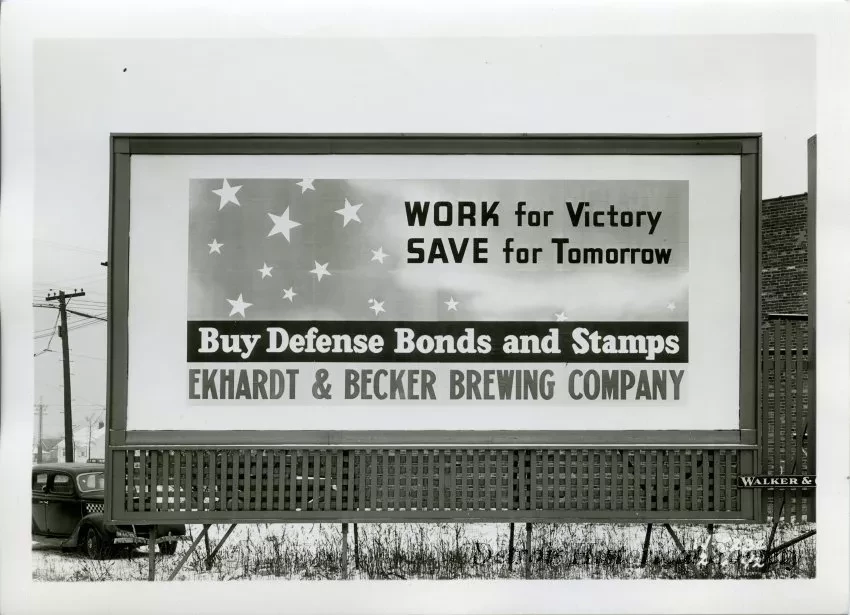 WORK for Victory
SAVE for Tomorrow
Buy Defense Bonds and Stamps
EKHARDT & BECKER BREWING COMPANY
WALKER &